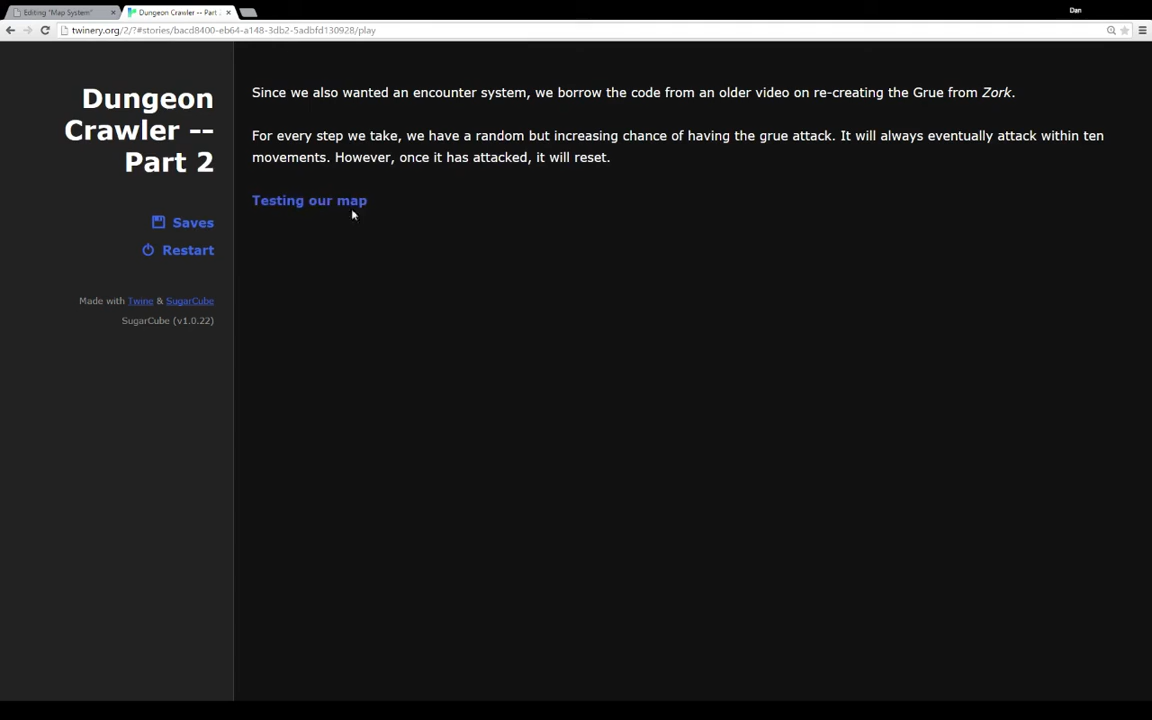 Editing "Map System"
Dungeon Crawler -- Part
Dan
twinery.org/2/?#stories/bacd8400-eb64-a148-3db2-5adbfd130928/play
Dungeon
Crawler --
Part 2
Saves
Restart
Made with Twine & SugarCube
SugarCube (v1.0.22)
Since we also wanted an encounter system, we borrow the code from an older video on re-creating the Grue from Zork.
For every step we take, we have a random but increasing chance of having the grue attack. It will always eventually attack within ten
movements. However, once it has attacked, it will reset.
Testing our map